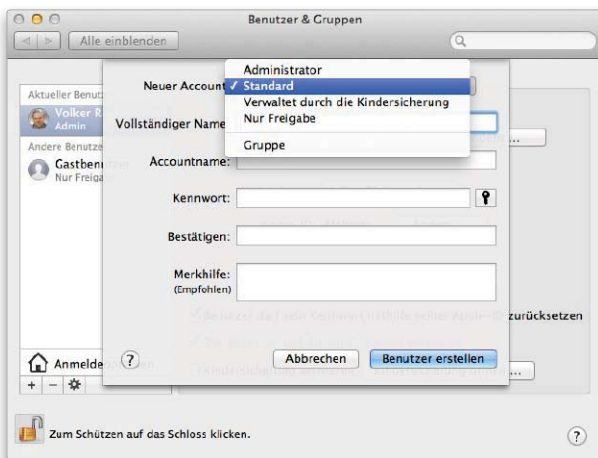 Benutzer & Gruppen
Alle einblenden
Aktueller Benutz
Volker R
Admin
Andere Benutze
Gastbenutzer
Nur Freiga
Neuer Account
Administrator
✓ Standard
Verwaltet durch die Kindersicherung
Nur Freigabe
Gruppe
Vollständiger Name
Accountname:
Kennwort:
Bestätigen:
Merkhilfe:
(Empfohlen)
zurücksetzen
Abbrechen
Benutzer erstellen
?
Anmelde
+ − 
Zum Schützen auf das Schloss klicken.
?